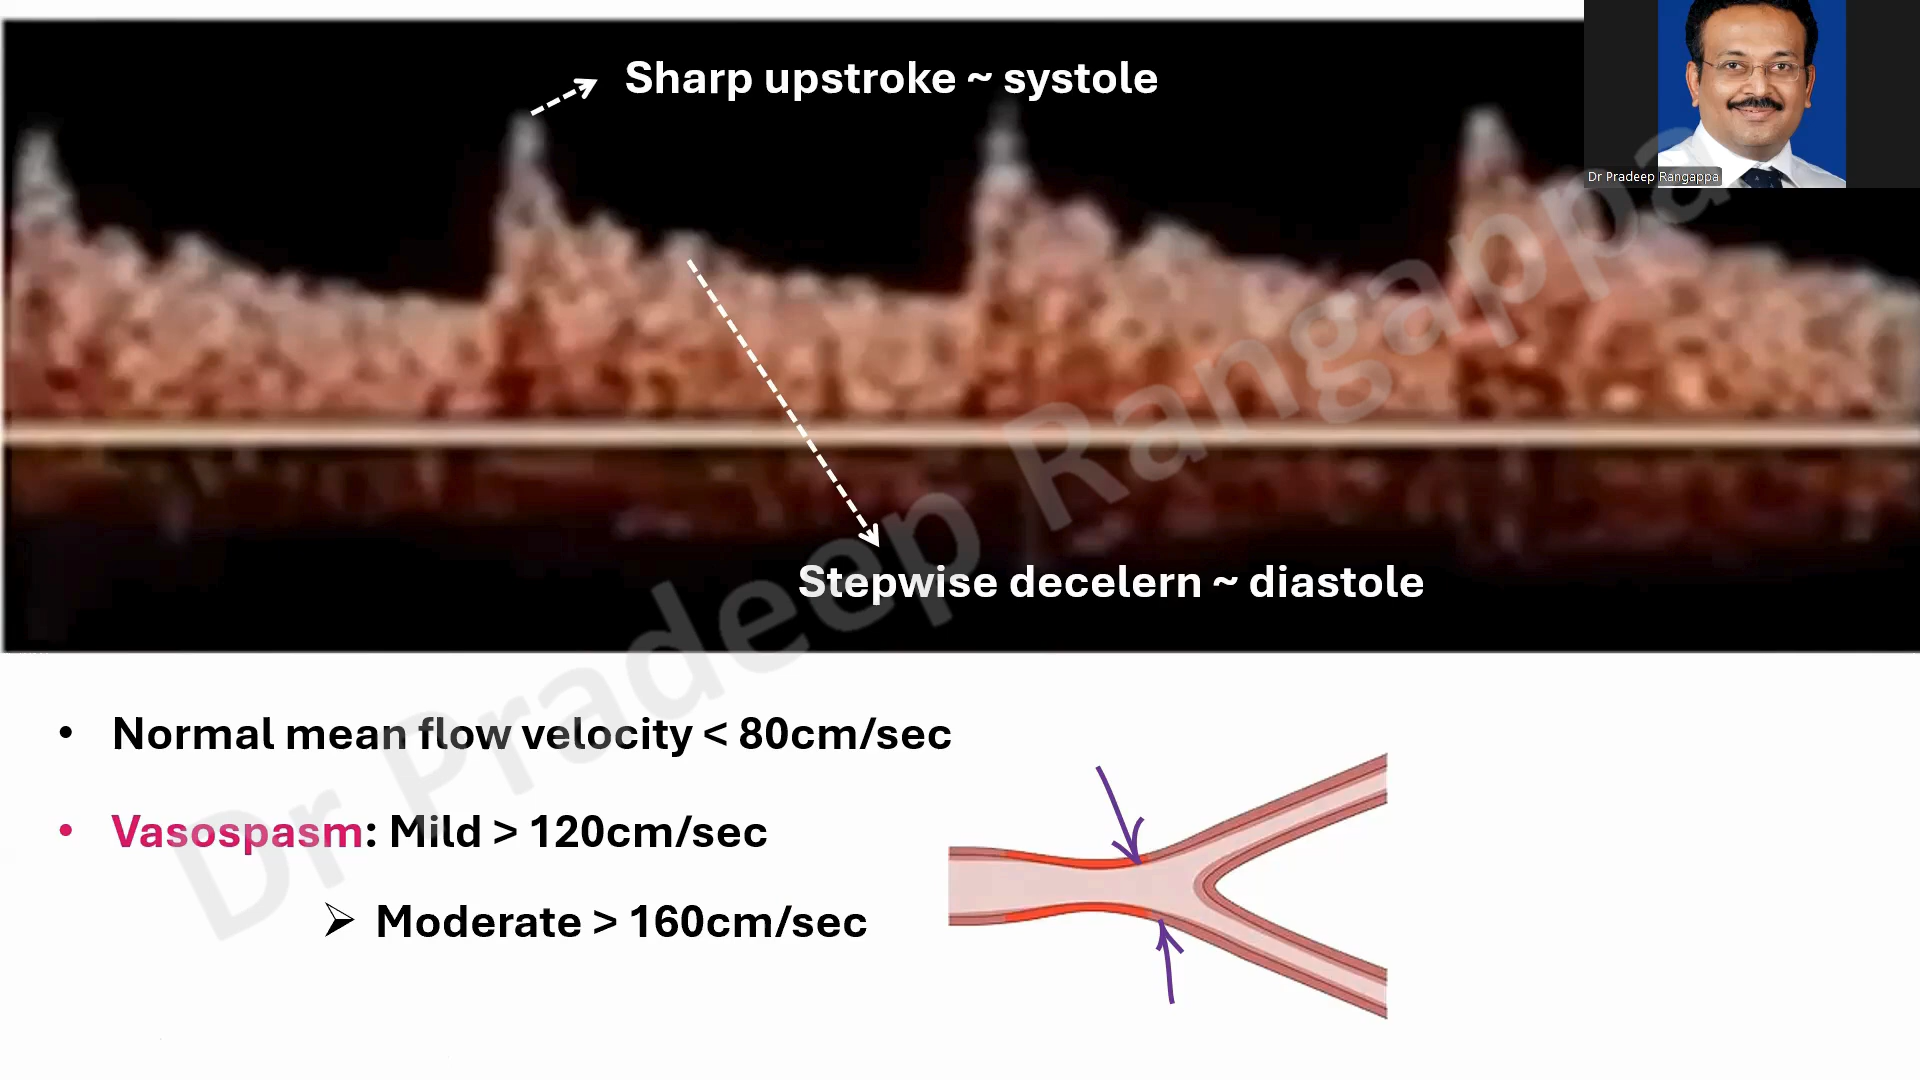 Sharp upstroke ~ systole
Dr Pradeep Rangappa
Stepwise decelern ~ diastole
• Normal mean flow velocity < 80cm/sec
• Vasospasm: Mild > 120cm/sec
➢ Moderate > 160cm/sec
Dr Pradeep Rangappa